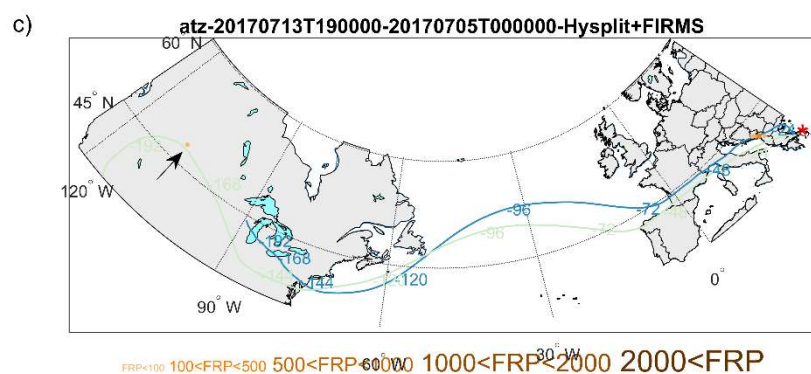 c)
atz-20170713T190000-20170705T000000-Hysplit+FIRMS
60° N
45° N
120° W
90° W
60° W
30° W
0°
-192
-168
-192
-168
-144
-120
-96
-96
-72
-72
-48
-48
*
FRP<100 100<FRP<500 500<FRP<1000 1000<FRP<2000 2000<FRP